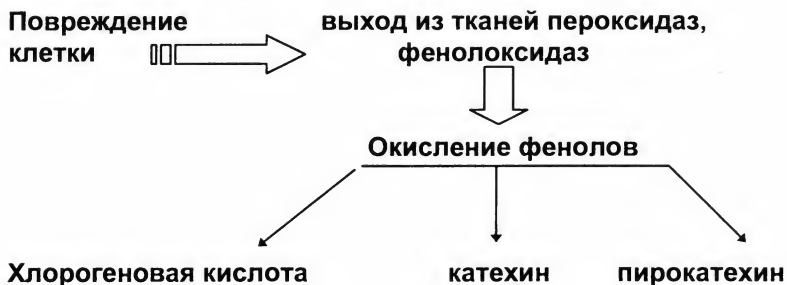 Повреждение клетки
выход из тканей пероксидаз, фенолоксидаз
Окисление фенолов
Хлорогеновая кислота
катехин
пирокатехин